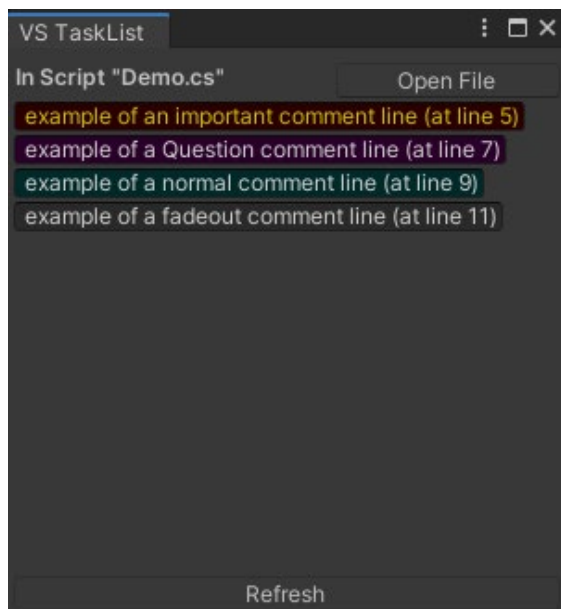 VS TaskList
In Script "Demo.cs" Open File
example of an important comment line (at line 5)
example of a Question comment line (at line 7)
example of a normal comment line (at line 9)
example of a fadeout comment line (at line 11)
Refresh